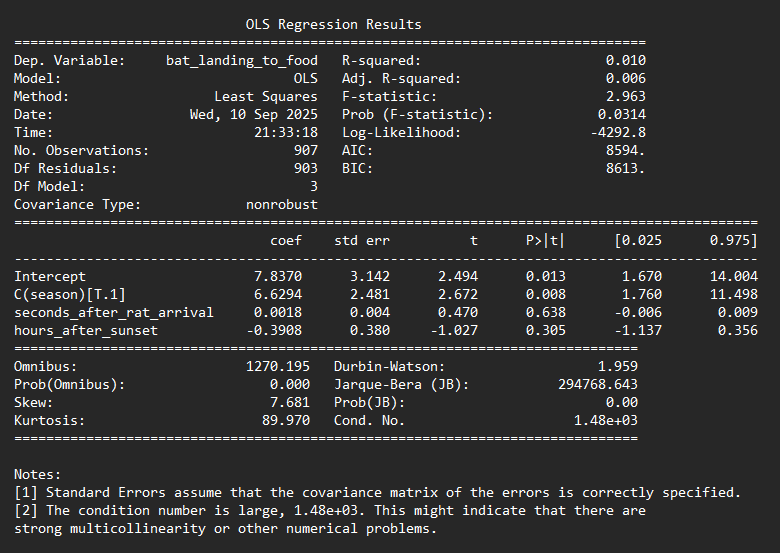 OLS Regression Results
==============================================================================
Dep. Variable:     bat_landing_to_food   R-squared:                       0.010
Model:                             OLS   Adj. R-squared:                  0.006
Method:                  Least Squares   F-statistic:                     2.963
Date:                 Wed, 10 Sep 2025   Prob (F-statistic):             0.0314
Time:                         21:33:18   Log-Likelihood:                -4292.8
No. Observations:                  907   AIC:                             8594.
Df Residuals:                      903   BIC:                             8613.
Df Model:                            3
Covariance Type:             nonrobust
==============================================================================
coef    std err          t      P>|t|      [0.025      0.975]
------------------------------------------------------------------------------
Intercept                    7.8370      3.142      2.494      0.013       1.670      14.004
C(season)[T.1]               6.6294      2.481      2.672      0.008       1.760      11.498
seconds_after_rat_arrival    0.0018      0.004      0.470      0.638      -0.006       0.009
hours_after_sunset          -0.3908      0.380     -1.027      0.305      -1.137       0.356
==============================================================================
Omnibus:                     1270.195   Durbin-Watson:                   1.959
Prob(Omnibus):                  0.000   Jarque-Bera (JB):           294768.643
Skew:                           7.681   Prob(JB):                         0.00
Kurtosis:                      89.970   Cond. No.                     1.48e+03
==============================================================================
Notes:
[1] Standard Errors assume that the covariance matrix of the errors is correctly specified.
[2] The condition number is large, 1.48e+03. This might indicate that there are
strong multicollinearity or other numerical problems.